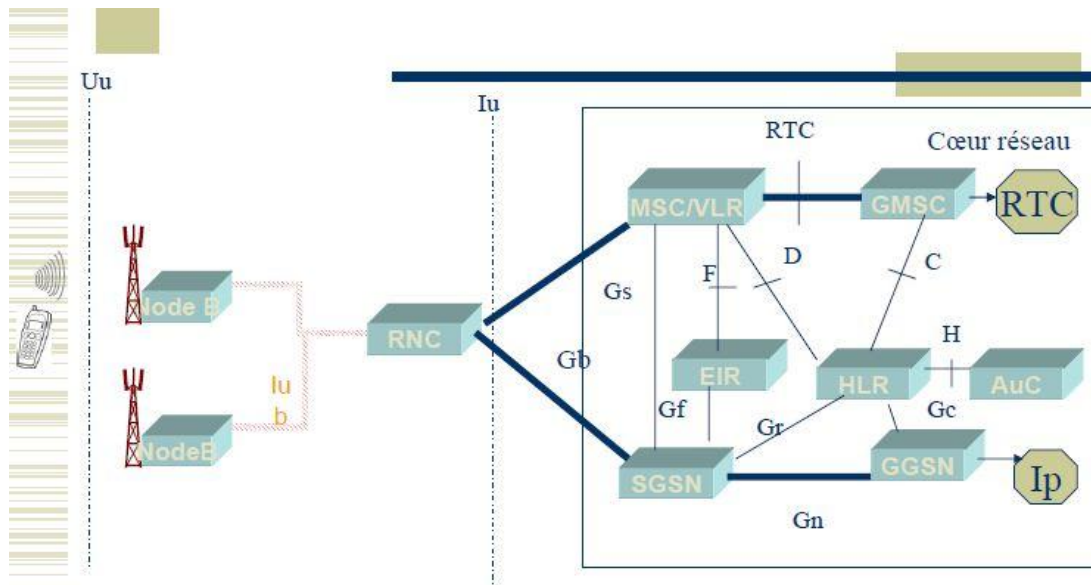 Uu
Iu
RTC
Cœur réseau
MSC/VLR
GMSC
RTC
Gs
F
D
C
Node B
RNC
Gb
EIR
HLR
H
AuC
Iu
b
Gf
Gr
Gc
NodeB
SGSN
GGSN
Ip
Gn